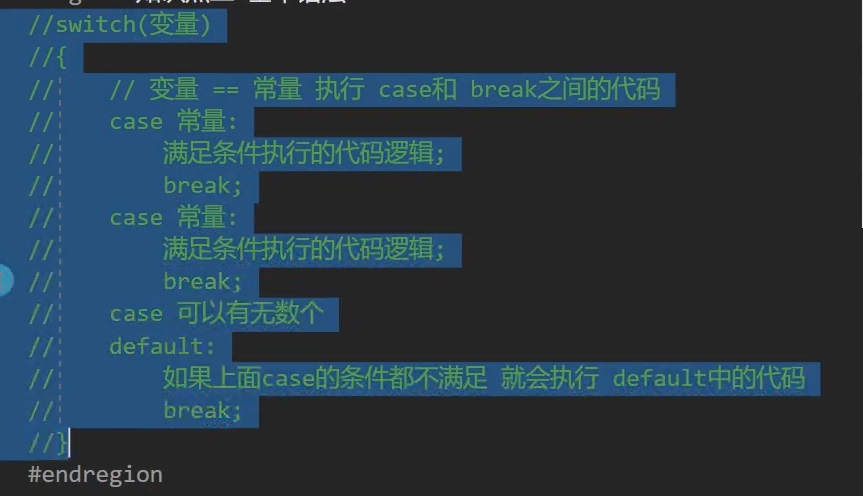 //switch(变量)
//{
//    // 变量 == 常量 执行 case和 break之间的代码
//    case 常量:
//        满足条件执行的代码逻辑;
//        break;
//    case 常量:
//        满足条件执行的代码逻辑;
//        break;
//    case 可以有无数个
//    default:
//        如果上面case的条件都不满足 就会执行 default中的代码
//        break;
//}
#endregion